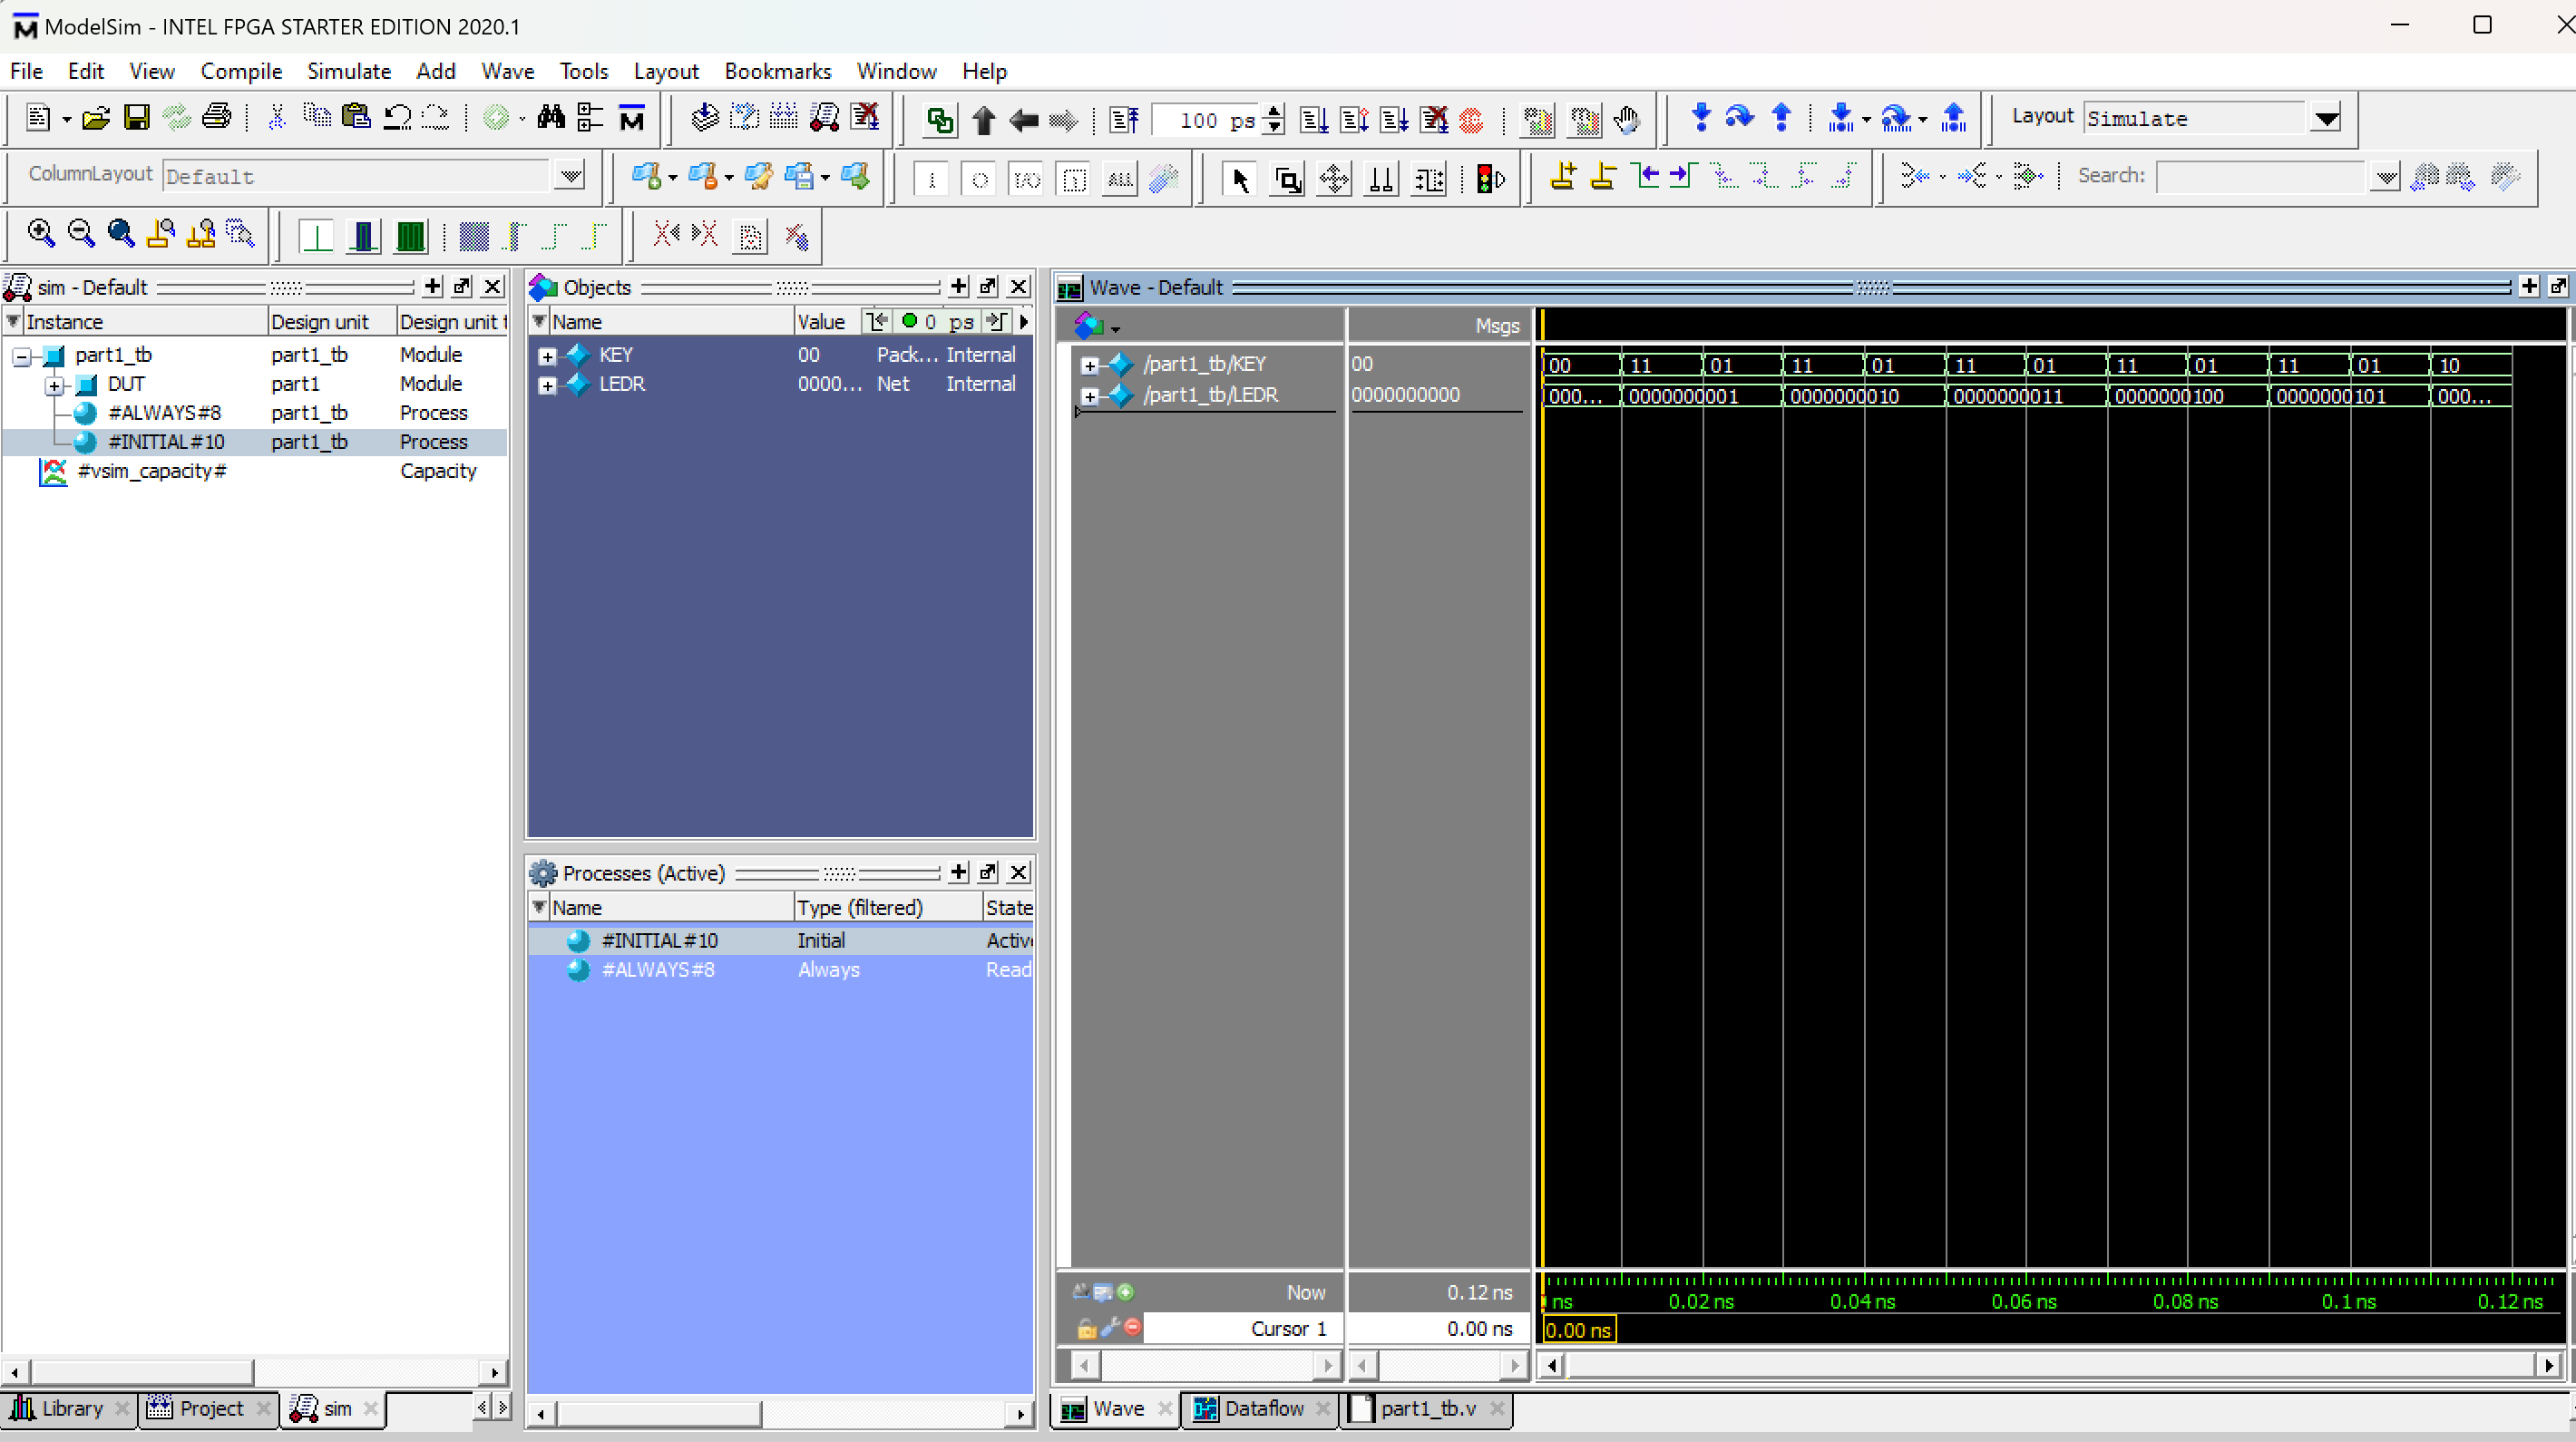 ModelSim - INTEL FPGA STARTER EDITION 2020.1
File Edit View Compile Simulate Add Wave Tools Layout Bookmarks Window Help
100 ps
Layout Simulate
ColumnLayout Default
ALL
Search:
sim - Default
Instance Design unit Design unit t
part1_tb part1_tb Module
DUT part1 Module
#ALWAYS#8 part1_tb Process
#INITIAL#10 part1_tb Process
#vsim_capacity# Capacity
Objects
Name Value 0 ps
KEY 00 Pack... Internal
LEDR 0000... Net Internal
Processes (Active)
Name Type (filtered) State
#INITIAL#10 Initial Activ
#ALWAYS#8 Always Read
Wave - Default
Msgs
/part1_tb/KEY 00 00 11 01 11 01 11 01 11 01 11 01 10
/part1_tb/LEDR 0000000000 000... 0000000001 0000000010 0000000011 0000000100 0000000101 000...
Now 0.12 ns ns 0.02 ns 0.04 ns 0.06 ns 0.08 ns 0.1 ns 0.12 ns
Cursor 1 0.00 ns 0.00 ns
Library Project sim
Wave Dataflow part1_tb.v